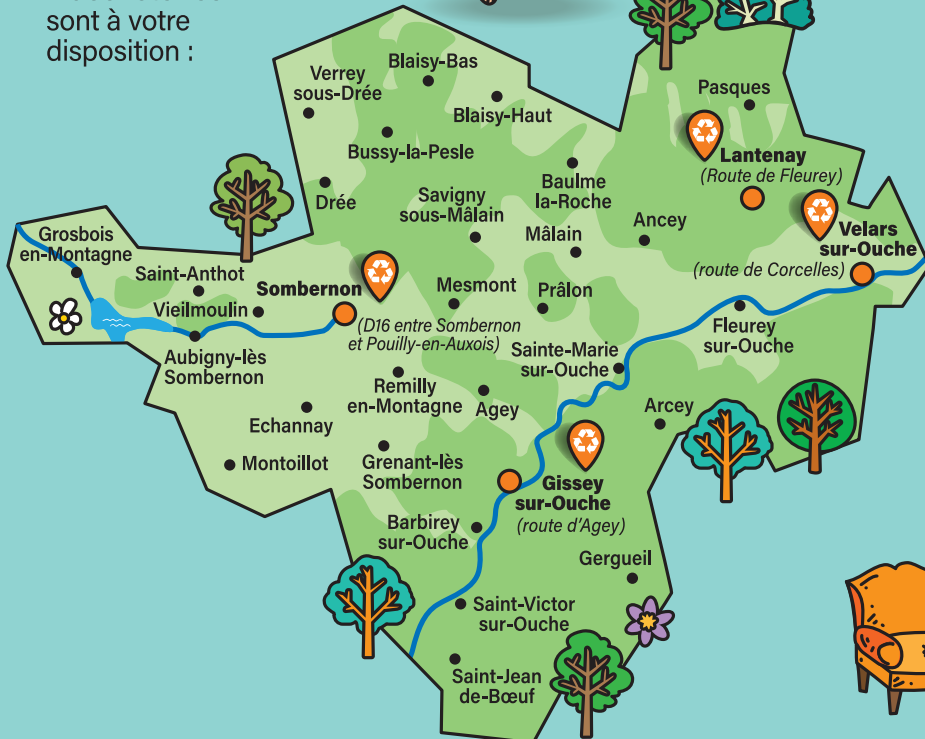 sont à votre
disposition :
Verrey
sous-Drée
Blaisy-Bas
Blaisy-Haut
Bussy-la-Pesle
Pasques
Lantenay
(Route de Fleurey)
Drée
Savigny
sous-Mâlain
Baulme
la-Roche
Ancey
Mâlain
Velars
sur-Ouche
(route de Corcelles)
Grosbois
en-Montagne
Saint-Anthot
Vieilmoulin
Sombernon
(D16 entre Sombernon
et Pouilly-en-Auxois)
Mesmont
Prâlon
Fleurey
sur-Ouche
Aubigny-lès
Sombernon
Sainte-Marie
sur-Ouche
Remilly
en-Montagne
Agey
Arcey
Echannay
Montoillot
Grenant-lès
Sombernon
Gissey
sur-Ouche
(route d'Agey)
Barbirey
sur-Ouche
Gergueil
Saint-Victor
sur-Ouche
Saint-Jean
de-Bœuf